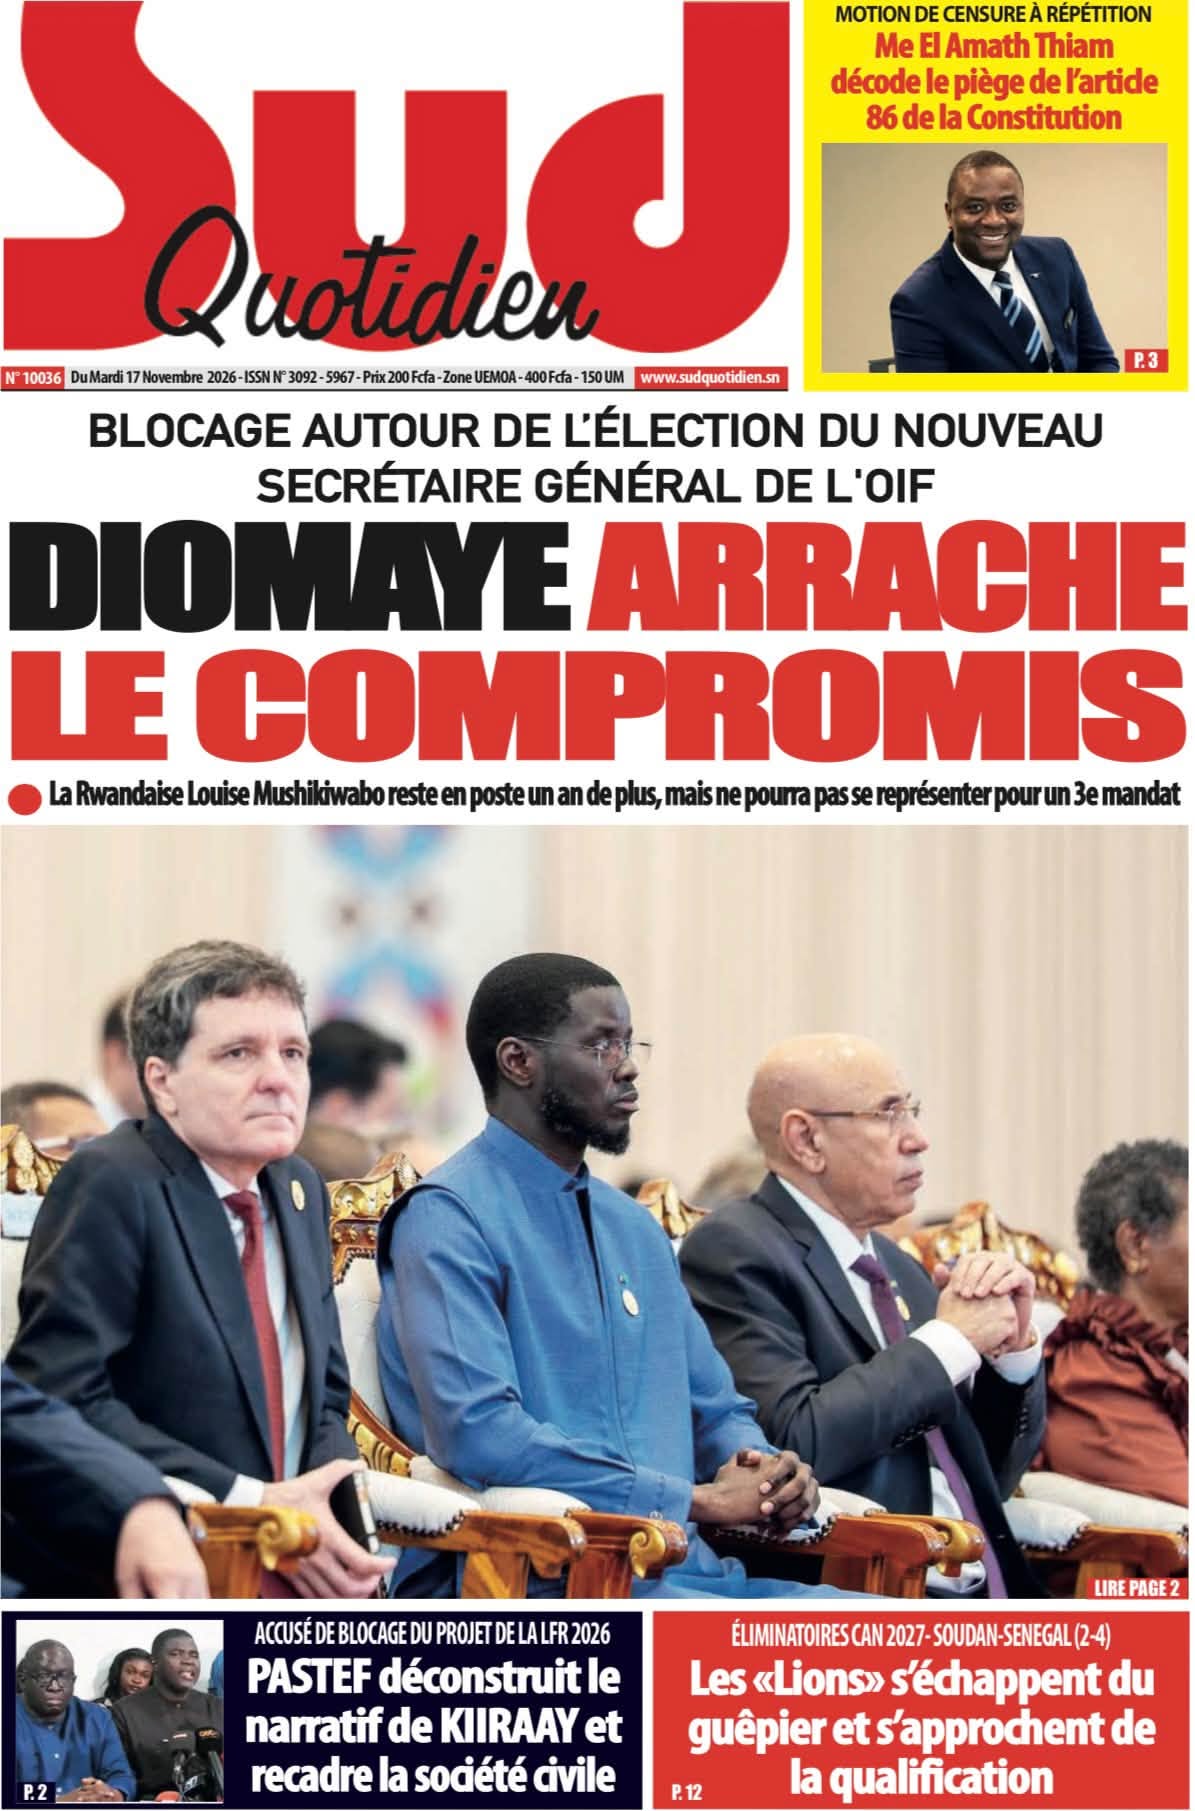 Sud
Quotidien
MOTION DE CENSURE À RÉPÉTITION
Me El Amath Thiam
décode le piège de l'article
86 de la Constitution
P. 3
N° 10036 Du Mardi 17 Novembre 2026 - ISSN N° 3092 - 5967 - Prix 200 Fcfa - Zone UEMOA - 400 Fcfa - 150 UM www.sudquotidien.sn
BLOCAGE AUTOUR DE L'ÉLECTION DU NOUVEAU
SECRÉTAIRE GÉNÉRAL DE L'OIF
DIOMAYE ARRACHE
LE COMPROMIS
La Rwandaise Louise Mushikiwabo reste en poste un an de plus, mais ne pourra pas se représenter pour un 3e mandat
LIRE PAGE 2
ACCUSÉ DE BLOCAGE DU PROJET DE LA LFR 2026
PASTEF déconstruit le
narratif de KIIRAAY et
recadre la société civile
P. 2
ÉLIMINATOIRES CAN 2027- SOUDAN-SENEGAL (2-4)
Les «Lions» s'échappent du
guêpier et s'approchent de
la qualification
P. 12